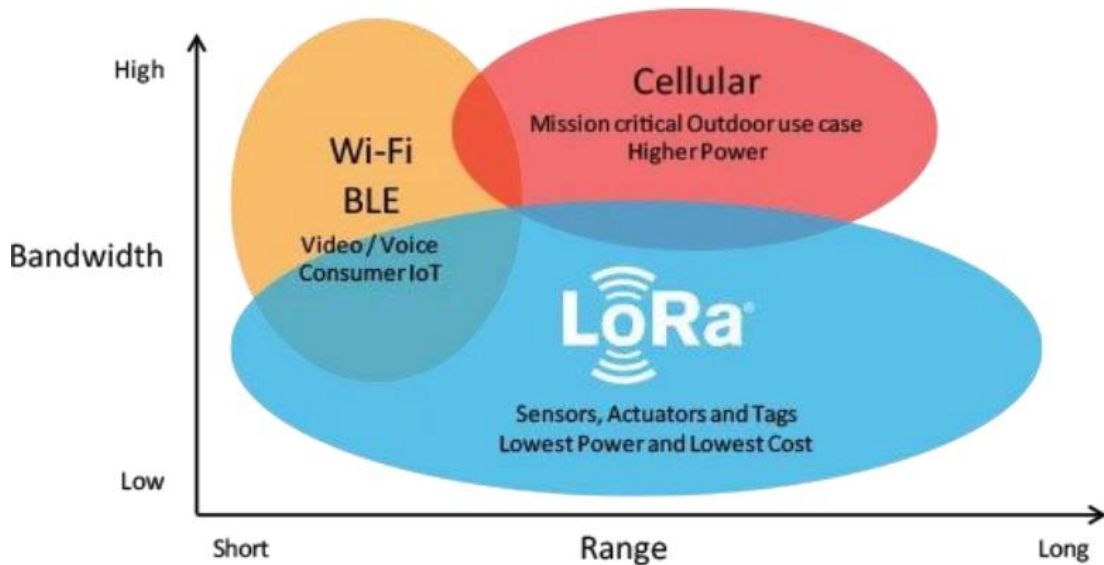 High
Cellular
Mission critical Outdoor use case
Higher Power
Wi-Fi
BLE
Video / Voice
Consumer IoT
Bandwidth
LoRa®
Sensors, Actuators and Tags
Lowest Power and Lowest Cost
Low
Short
Range
Long